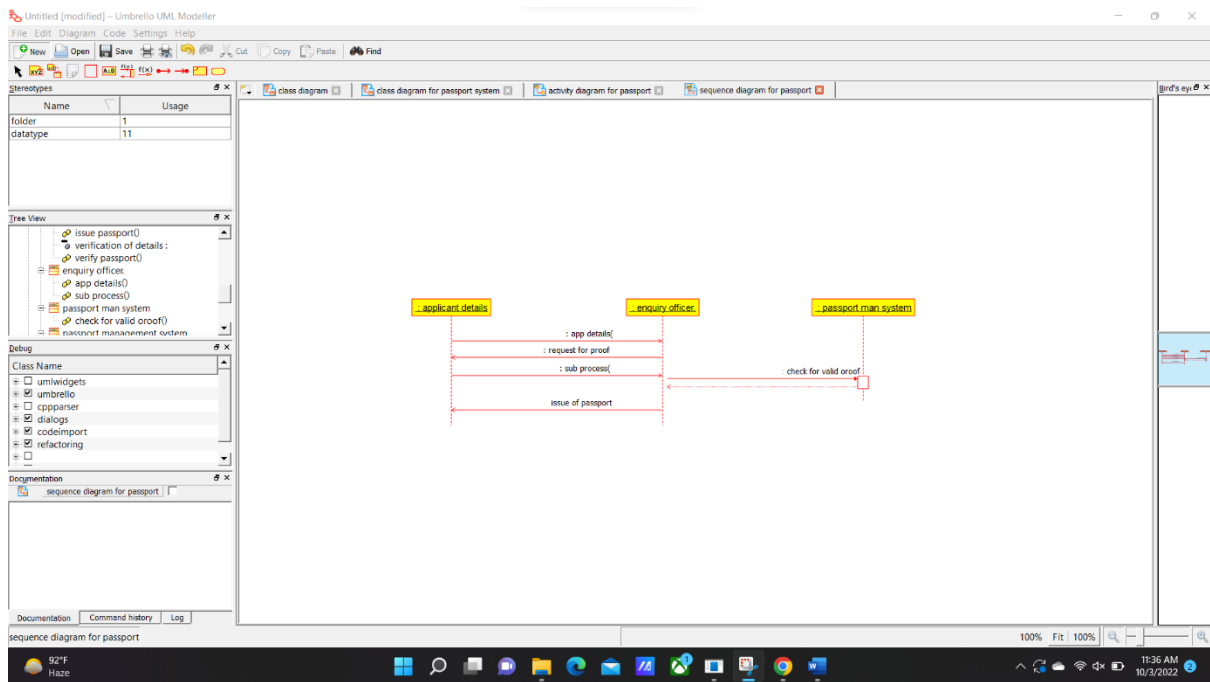 Untitled [modified] – Umbrello UML Modeller
File Edit Diagram Code Settings Help
New Open Save Cut Copy Paste Find
Stereotypes
Name Usage
folder 1
datatype 11
Tree View
issue passport()
verification of details :
verify passport()
enquiry officer.
app details()
sub process()
passport man system
check for valid oroof()
passport management system
Debug
Class Name
umlwidgets
umbrello
cppparser
dialogs
codeimport
refactoring
Documentation
sequence diagram for passport
Documentation Command history Log
class diagram class diagram for passport system activity diagram for passport sequence diagram for passport
: applicant details : enquiry officer. : passport man system
: app details(
: request for proof
: sub process(
: check for valid oroof
issue of passport
Bird's eye
sequence diagram for passport
100% Fit 100%
92°F
Haze
11:36 AM
10/3/2022
2